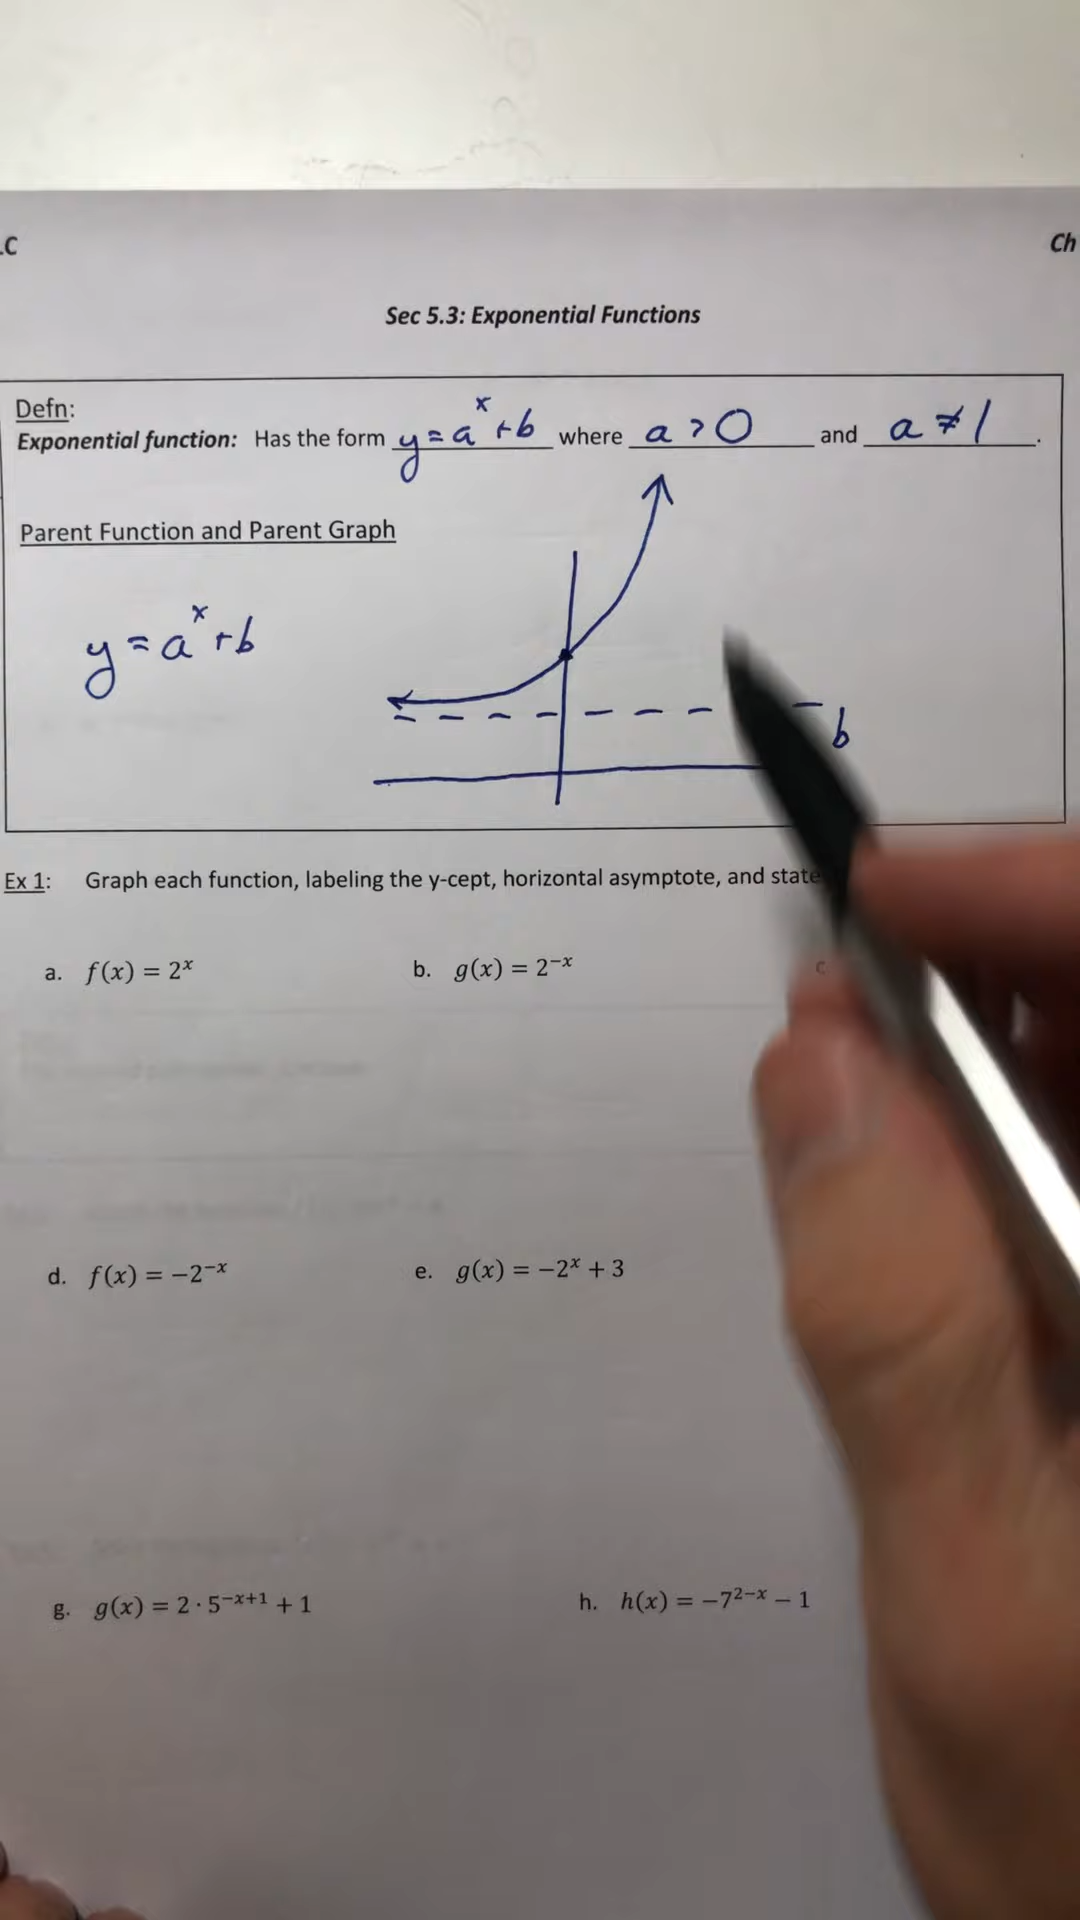 LC Ch
Sec 5.3: Exponential Functions
Defn:
Exponential function: Has the form y = a^x + b where a > 0 and a ≠ 1.
Parent Function and Parent Graph
y = a^x + b
b
Ex 1: Graph each function, labeling the y-cept, horizontal asymptote, and state
a. f(x) = 2^x b. g(x) = 2^−x c
d. f(x) = −2^−x e. g(x) = −2^x + 3
g. g(x) = 2 · 5^−x+1 + 1 h. h(x) = −7^2−x − 1